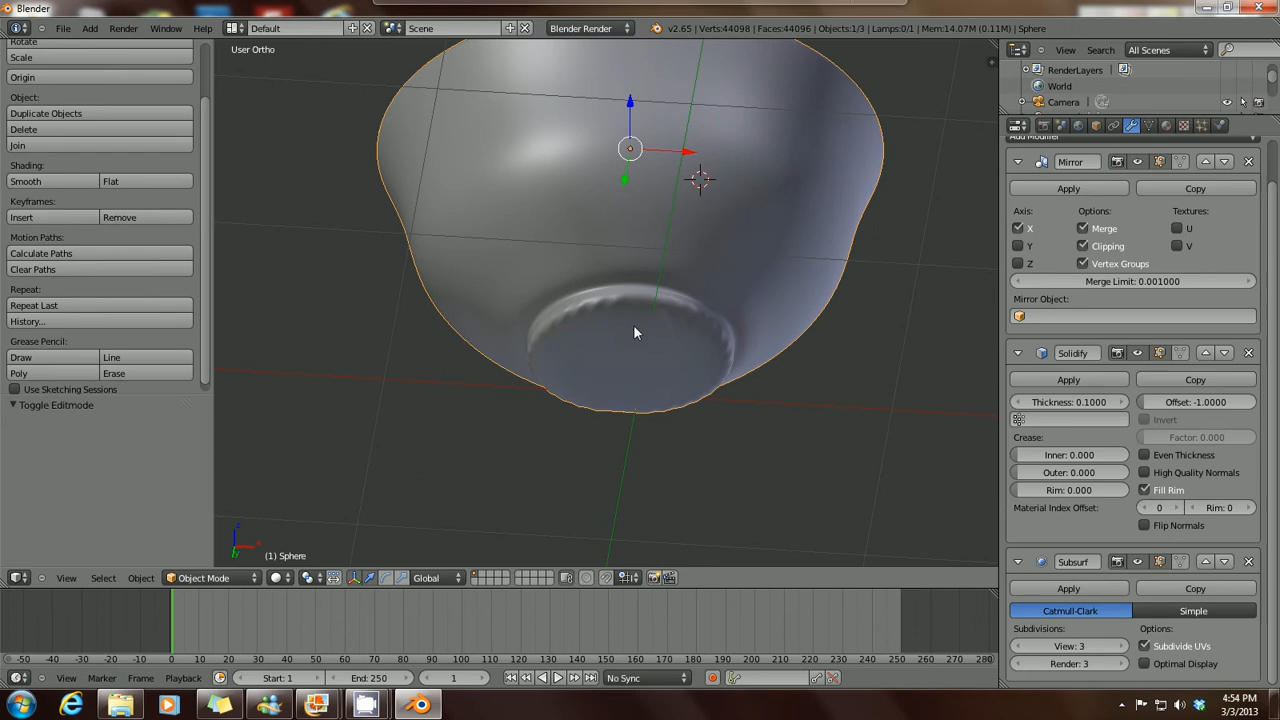 Blender
File Add Render Window Help Default Scene Blender Render v2.65 | Verts:44098 | Faces:44096 | Objects:1/3 | Lamps:0/1 | Mem:14.07M (0.11M) | Sphere
Rotate
Scale
Origin
Object:
Duplicate Objects
Delete
Join
Shading:
Smooth Flat
Keyframes:
Insert Remove
Motion Paths:
Calculate Paths
Clear Paths
Repeat:
Repeat Last
History...
Grease Pencil:
Draw Line
Poly Erase
Use Sketching Sessions
Toggle Editmode
User Ortho
(1) Sphere
View Select Object Object Mode Global
View Search All Scenes
RenderLayers
World
Camera
Add Modifier
Mirror
Apply Copy
Axis: Options: Textures:
X Merge U
Y Clipping V
Z Vertex Groups
Merge Limit: 0.001000
Mirror Object:
Solidify
Apply Copy
Thickness: 0.1000 Offset: -1.0000
Invert
Crease: Factor: 0.000
Inner: 0.000 Even Thickness
Outer: 0.000 High Quality Normals
Rim: 0.000 Fill Rim
Material Index Offset: 0 Rim: 0
Flip Normals
Subsurf
Apply Copy
Catmull-Clark Simple
Subdivisions: Options:
View: 3 Subdivide UVs
Render: 3 Optimal Display
-50 -40 -30 -20 -10 0 10 20 30 40 50 60 70 80 90 100 110 120 130 140 150 160 170 180 190 200 210 220 230 240 250 260 270 280
View Marker Frame Playback Start: 1 End: 250 1 No Sync
4:54 PM
3/3/2013